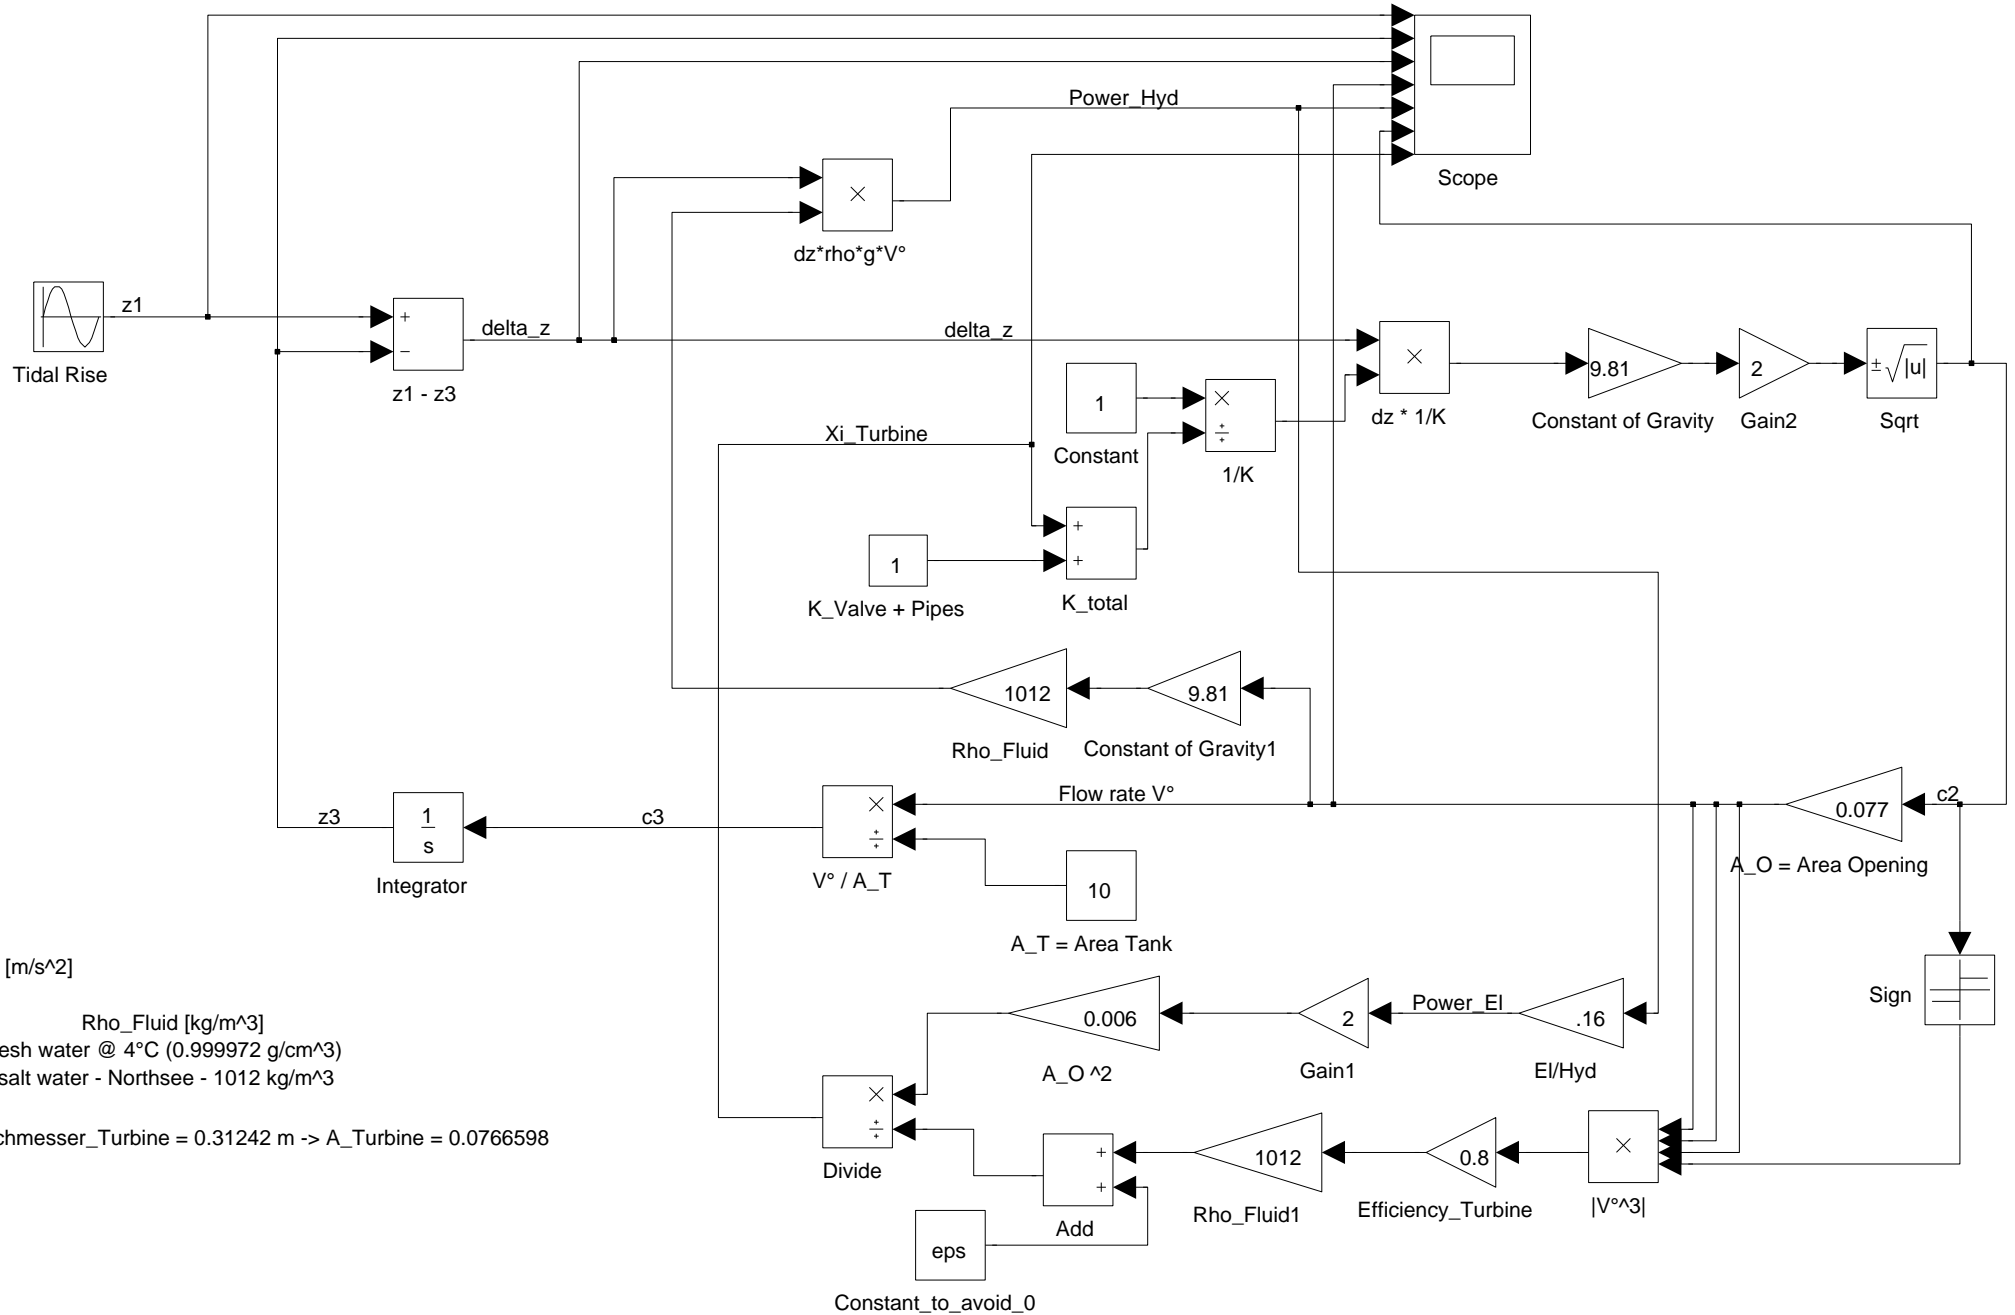 Power_Hyd
×
Scope
dz*rho*g*V°
z1
+
−
delta_z
delta_z
Tidal Rise
z1 - z3
×
9.81
2
± √|u|
1
×
÷
dz * 1/K
Constant of Gravity
Gain2
Sqrt
Xi_Turbine
Constant
1/K
+
+
1
K_Valve + Pipes
K_total
1012
9.81
Rho_Fluid
Constant of Gravity1
Flow rate V°
c2
z3
1
s
c3
×
÷
0.077
Integrator
V° / A_T
10
A_O = Area Opening
A_T = Area Tank
[m/s^2]
Sign
Rho_Fluid [kg/m^3]
esh water @ 4°C (0.999972 g/cm^3)
salt water - Northsee - 1012 kg/m^3
0.006
2
Power_El
.16
A_O ^2
Gain1
El/Hyd
chmesser_Turbine = 0.31242 m -> A_Turbine = 0.0766598
×
÷
Divide
+
+
1012
0.8
×
Add
Rho_Fluid1
Efficiency_Turbine
|V°^3|
eps
Constant_to_avoid_0